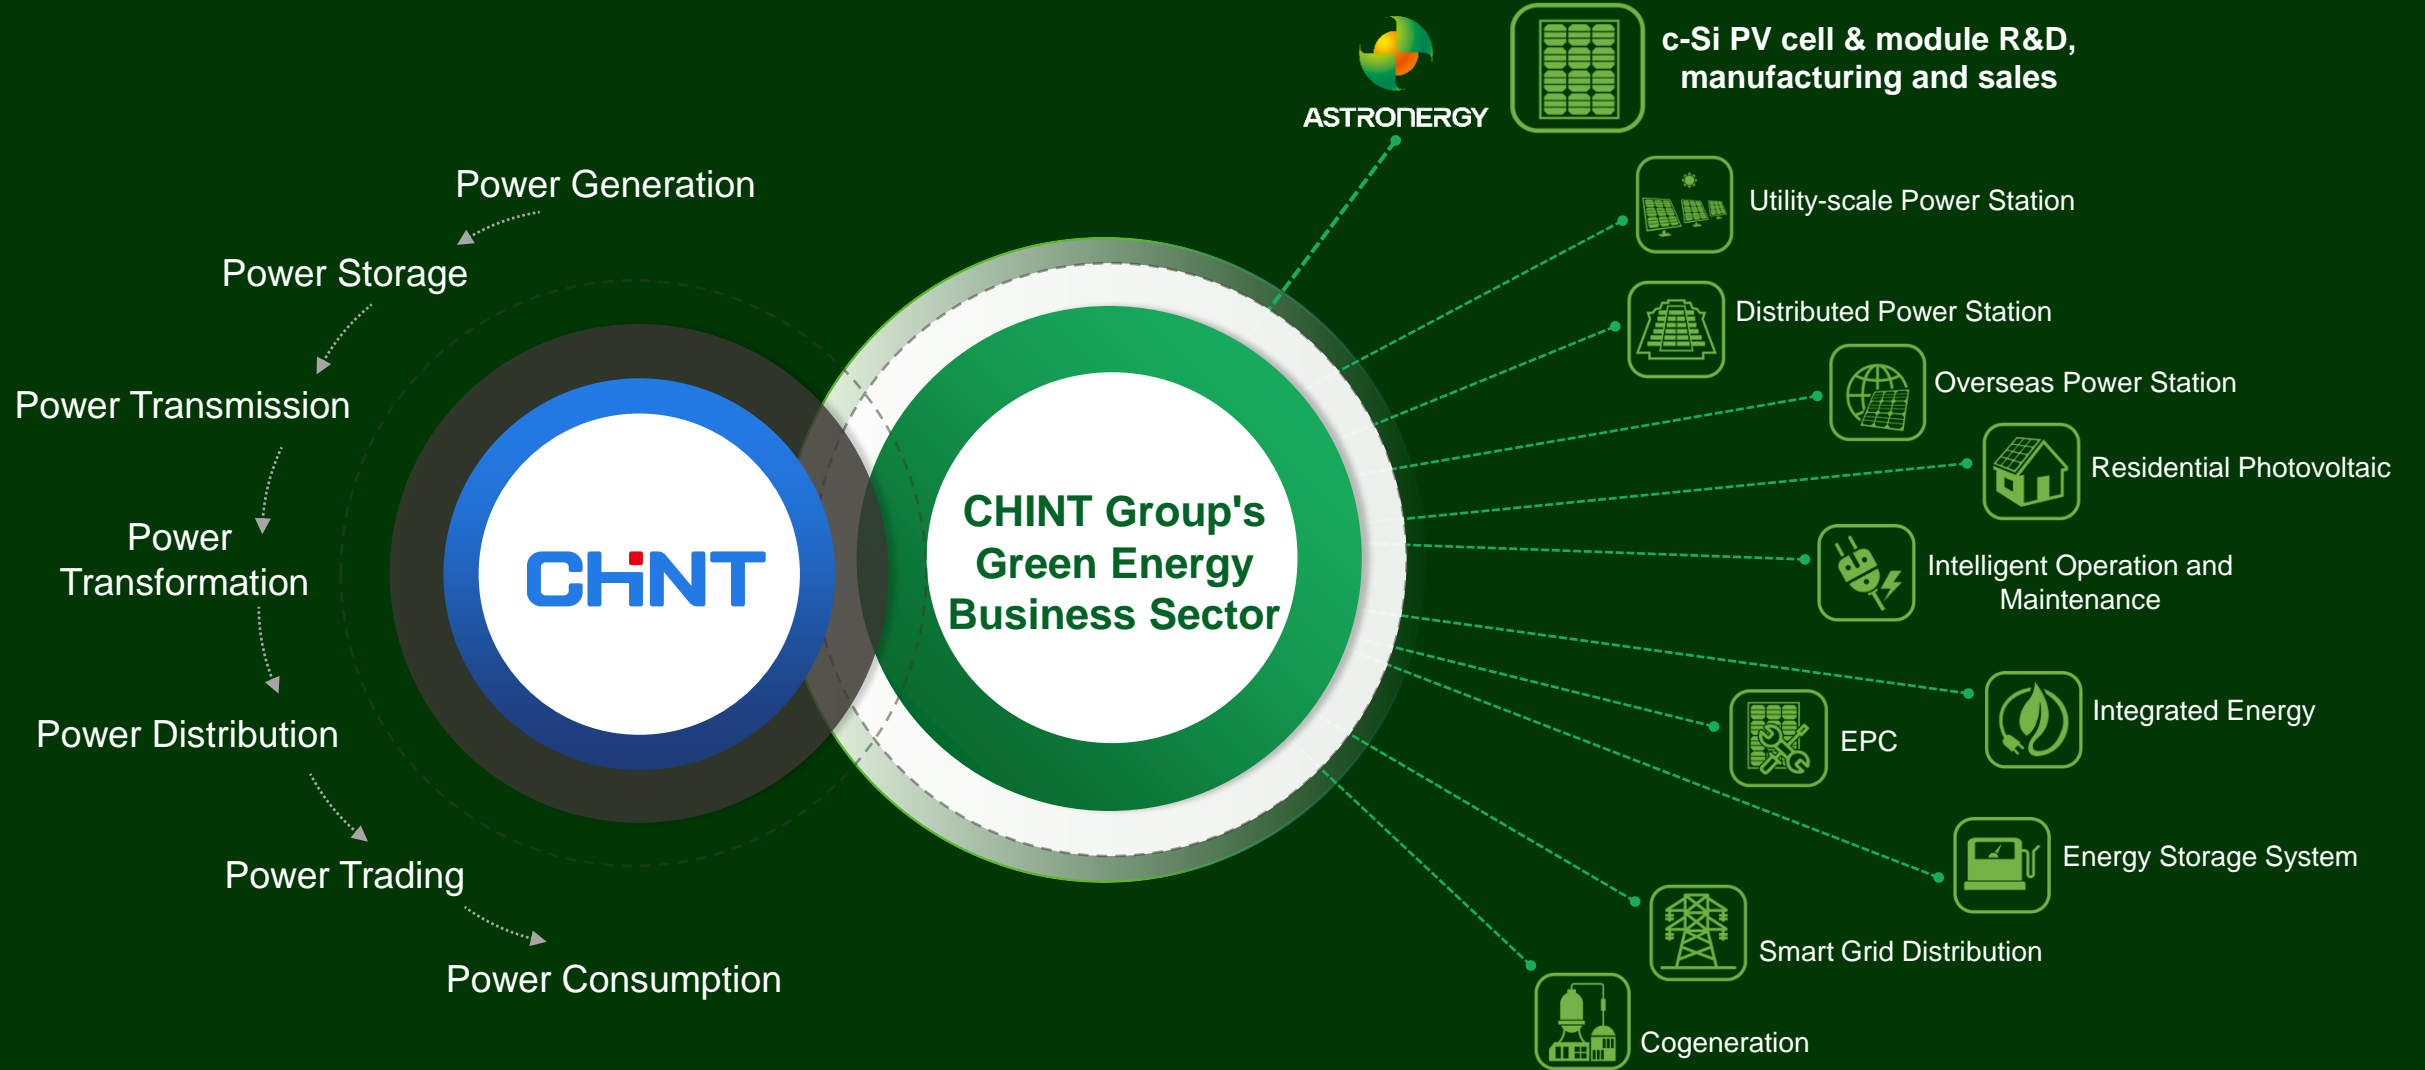 Power Generation
Power Storage
Power Transmission
Power
Transformation
Power Distribution
Power Trading
Power Consumption
CHINT
CHINT Group's
Green Energy
Business Sector
ASTRONERGY
c-Si PV cell & module R&D,
manufacturing and sales
Utility-scale Power Station
Distributed Power Station
Overseas Power Station
Residential Photovoltaic
Intelligent Operation and
Maintenance
Integrated Energy
EPC
Energy Storage System
Smart Grid Distribution
Cogeneration